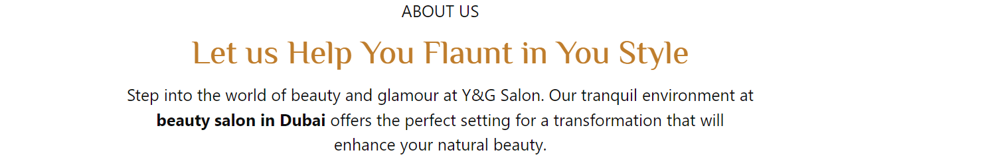 ABOUT US
Let us Help You Flaunt in You Style
Step into the world of beauty and glamour at Y&G Salon. Our tranquil environment at
beauty salon in Dubai offers the perfect setting for a transformation that will
enhance your natural beauty.